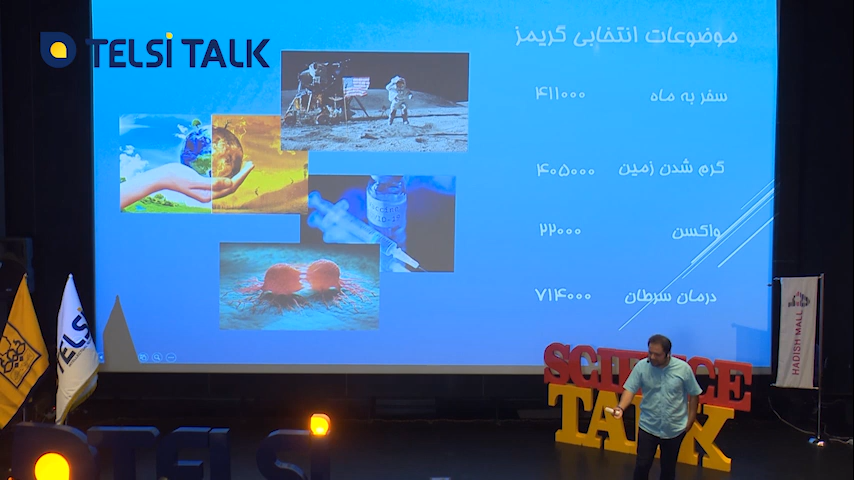 TELSI TALK
موضوعات انتخابی گریمز
سفر به ماه ۴۱۱۰۰۰
گرم شدن زمین ۴۰۵۰۰۰
واکسن ۲۲۰۰۰
درمان سرطان ۷۱۴۰۰۰
TELSI
HADISH MALL
SCIENCE
TALK
TELSI